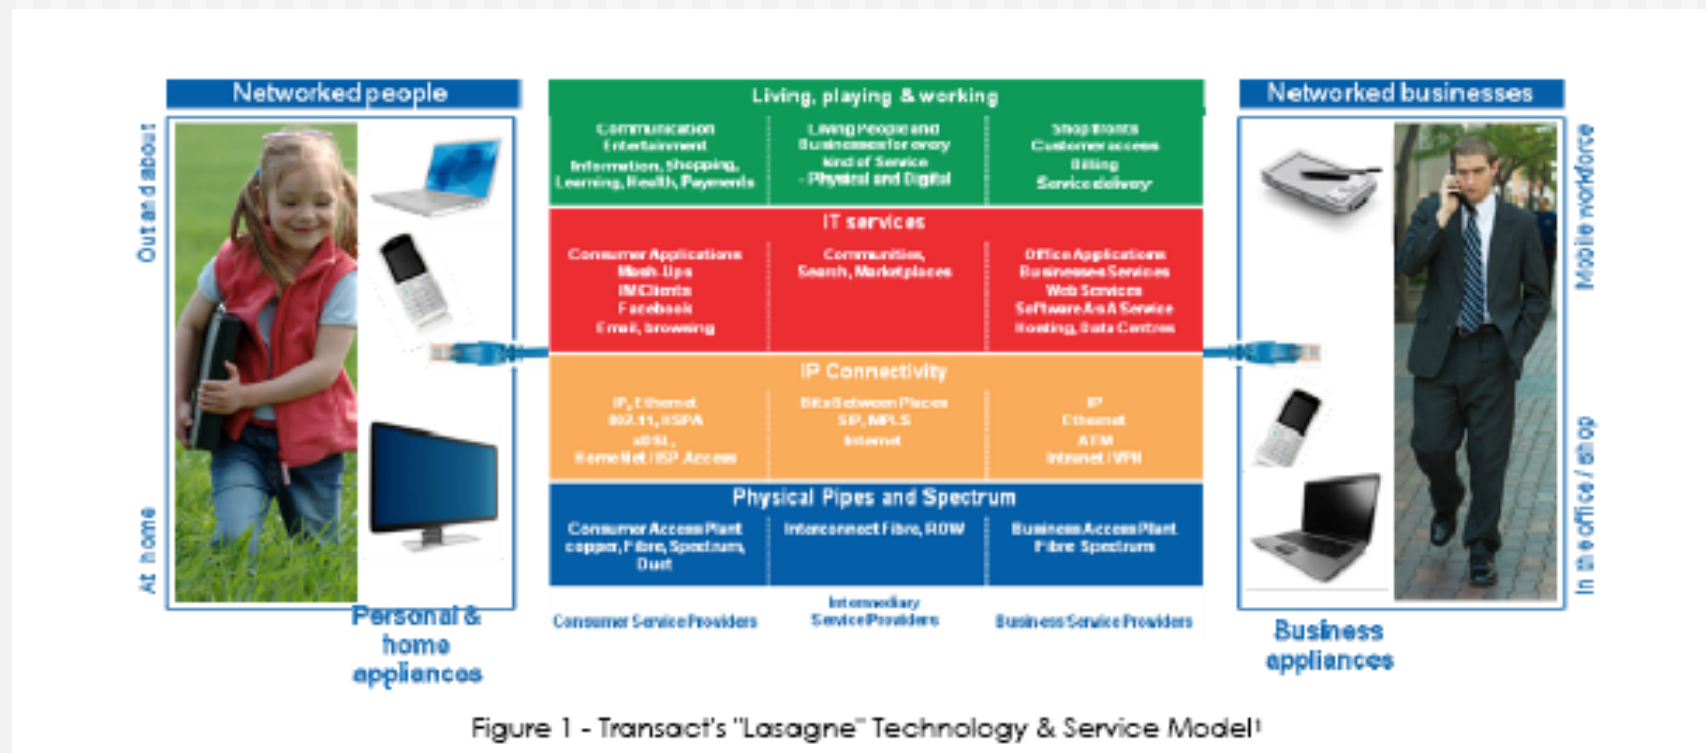 Networked people
Out and about
At home
Personal &
home
appliances
Living, playing & working
Communication
Entertainment
Information, Shopping,
Learning, Health, Payments
Living People and
Businesses for every
kind of Service
- Physical and Digital
Shopfronts
Customer access
Billing
Service delivery
IT services
Consumer Applications
Mash-Ups
IM Clients
Facebook
Email, browsing
Communities,
Search, Marketplaces
Office Applications
Businesses Services
Web Services
Software As A Service
Hosting, Data Centres
IP Connectivity
IP, Ethernet
802.11, HSPA
xDSL,
HomeNet / ISP Access
Bits Between Places
SIP, MPLS
Internet
IP
Ethernet
ATM
Intranet / VPN
Physical Pipes and Spectrum
Consumer Access Plant
copper, Fibre, Spectrum,
Duct
Interconnect Fibre, ROW
Business Access Plant
Fibre Spectrum
Consumer Service Providers
Intermediary
Service Providers
Business Service Providers
Networked businesses
Mobile workforce
In the office / shop
Business
appliances
Figure 1 - Transact's "Lasagne" Technology & Service Model¹